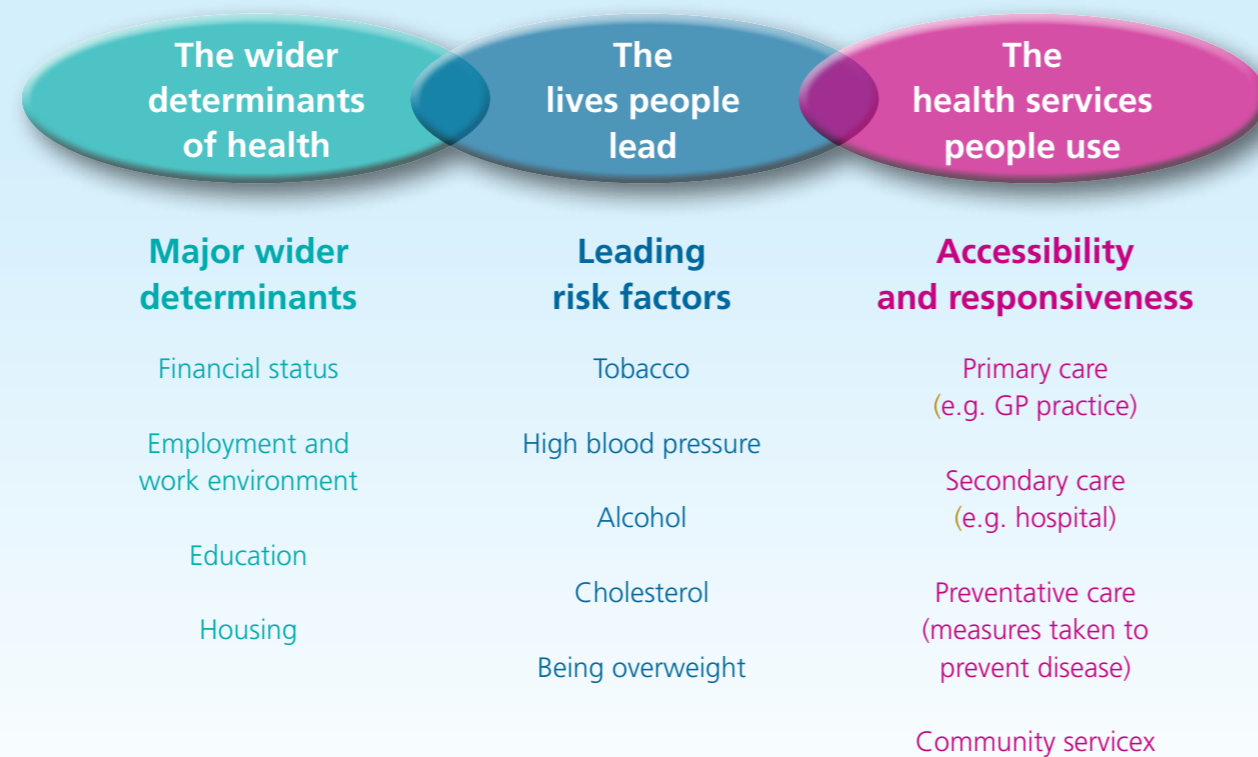 The wider
determinants
of health
The
lives people
lead
The
health services
people use
Major wider
determinants
Financial status
Employment and
work environment
Education
Housing
Leading
risk factors
Tobacco
High blood pressure
Alcohol
Cholesterol
Being overweight
Accessibility
and responsiveness
Primary care
(e.g. GP practice)
Secondary care
(e.g. hospital)
Preventative care
(measures taken to
prevent disease)
Community servicex